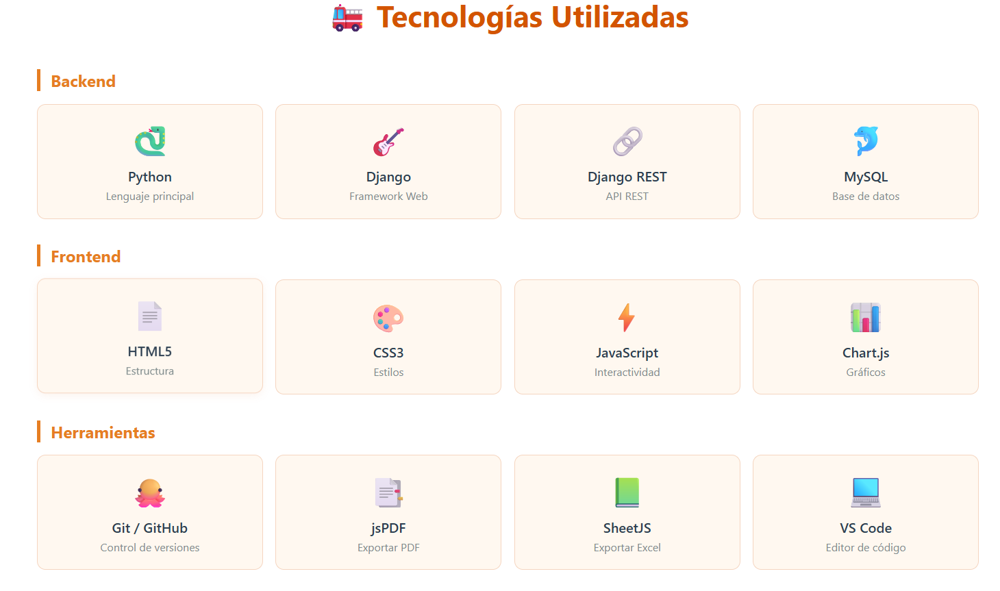 Tecnologías Utilizadas
Backend
Python
Lenguaje principal
Django
Framework Web
Django REST
API REST
MySQL
Base de datos
Frontend
HTML5
Estructura
CSS3
Estilos
JavaScript
Interactividad
Chart.js
Gráficos
Herramientas
Git / GitHub
Control de versiones
jsPDF
Exportar PDF
SheetJS
Exportar Excel
VS Code
Editor de código